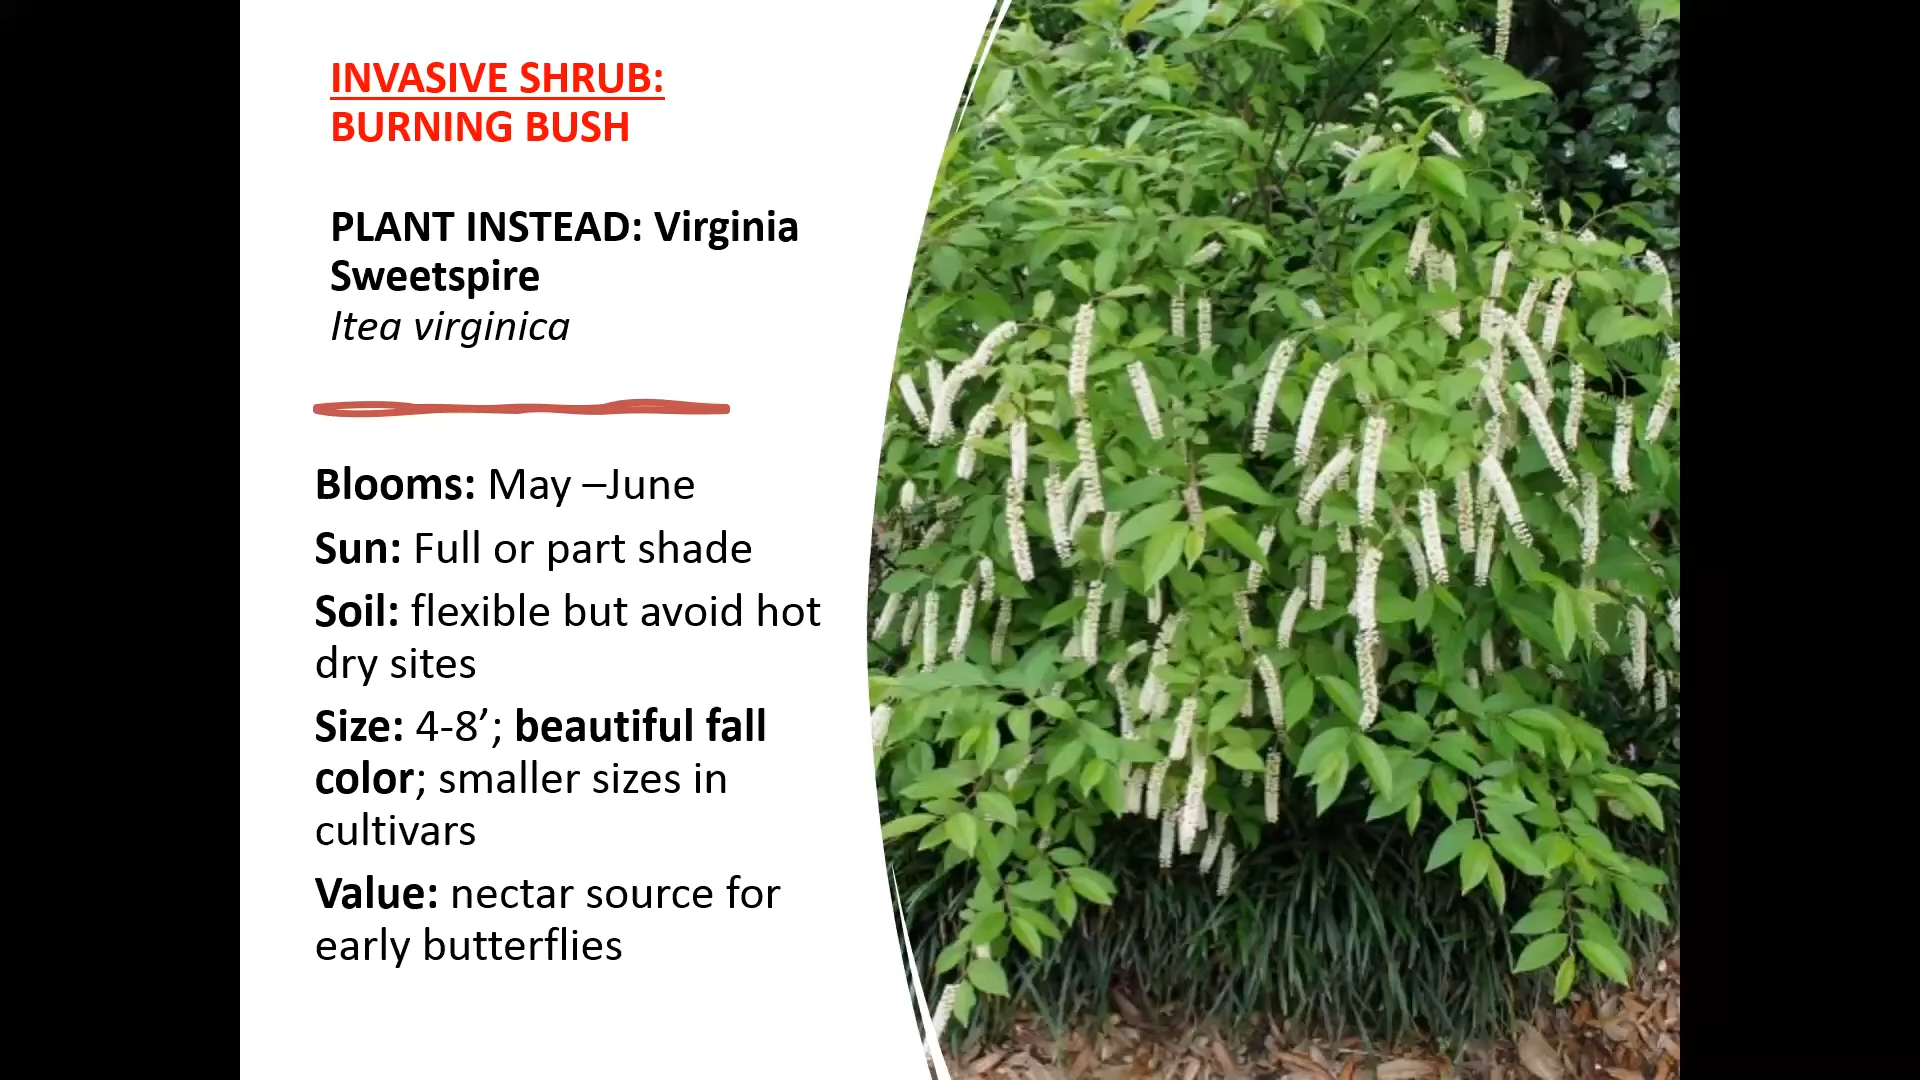 INVASIVE SHRUB:
BURNING BUSH
PLANT INSTEAD: Virginia
Sweetspire
Itea virginica
Blooms: May –June
Sun: Full or part shade
Soil: flexible but avoid hot
dry sites
Size: 4-8’; beautiful fall
color; smaller sizes in
cultivars
Value: nectar source for
early butterflies